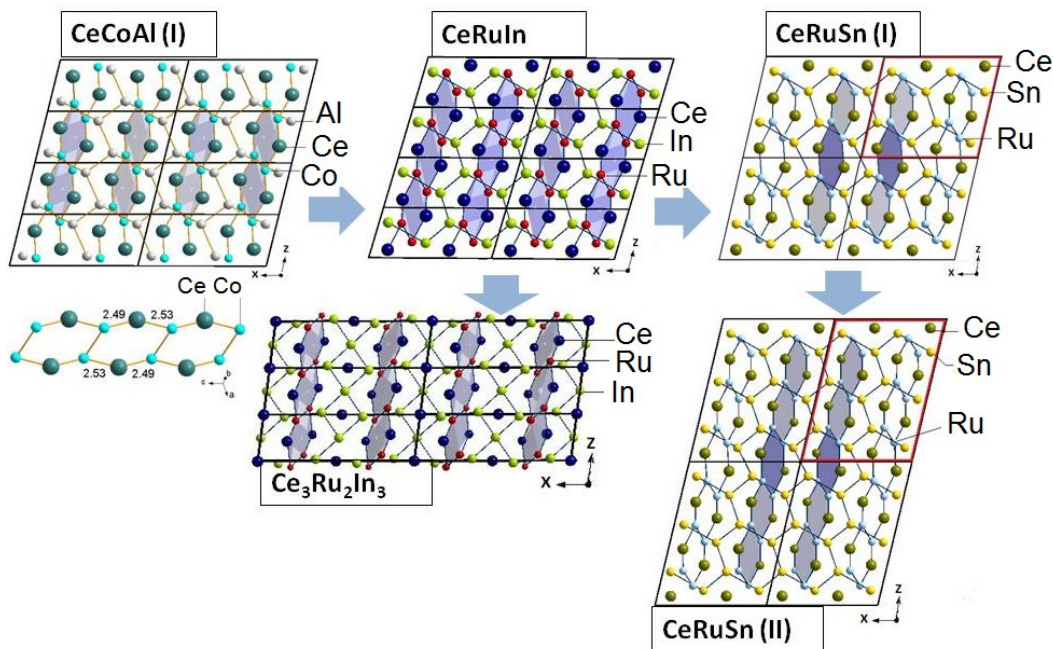 CeCoAl (I)
CeRuIn
CeRuSn (I)
Al
Ce
Co
Ce
In
Ru
Ce
Sn
Ru
z
x
z
x
z
x
Ce Co
2.49 2.53
2.53 2.49
c
b
a
Ce
Ru
In
z
x
Ce₃Ru₂In₃
Ce
Sn
Ru
z
x
CeRuSn (II)